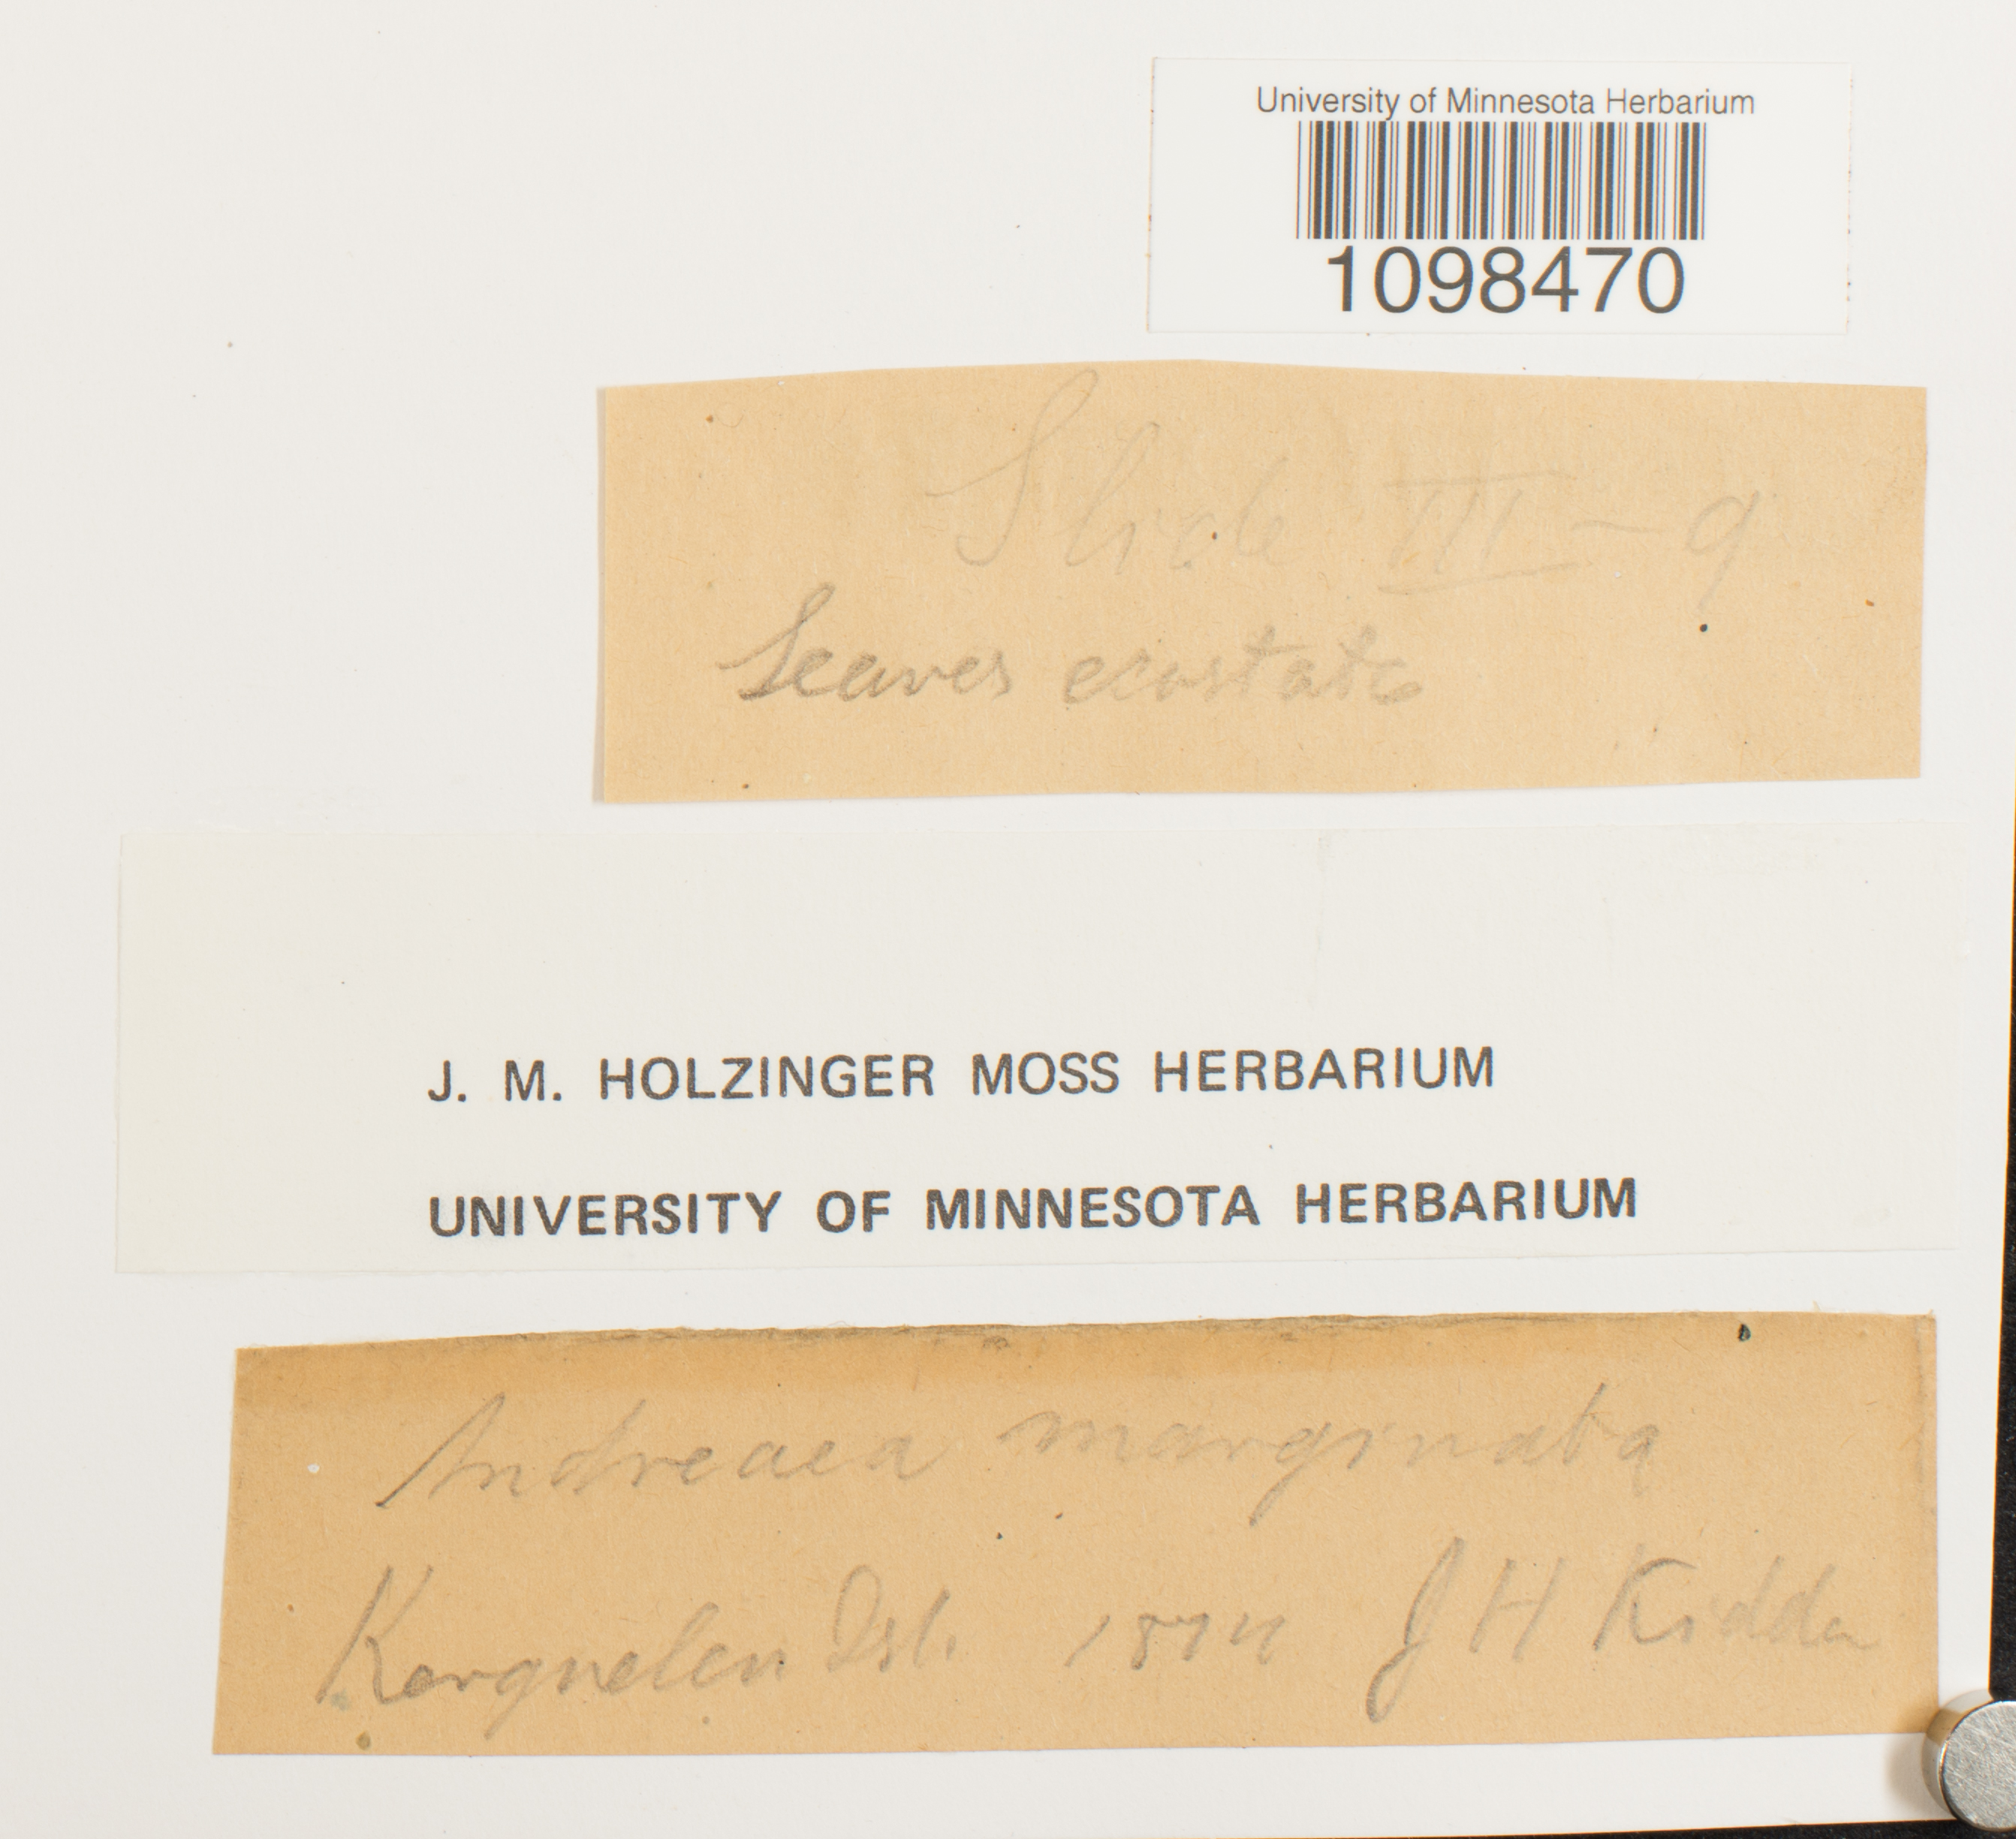 University of Minnesota Herbarium
1098470
Slide III - 9
Leaves ecostate
J. M. HOLZINGER MOSS HERBARIUM
UNIVERSITY OF MINNESOTA HERBARIUM
Andreaea marginata
Kerguelen Isl. 1874 J H Kidder